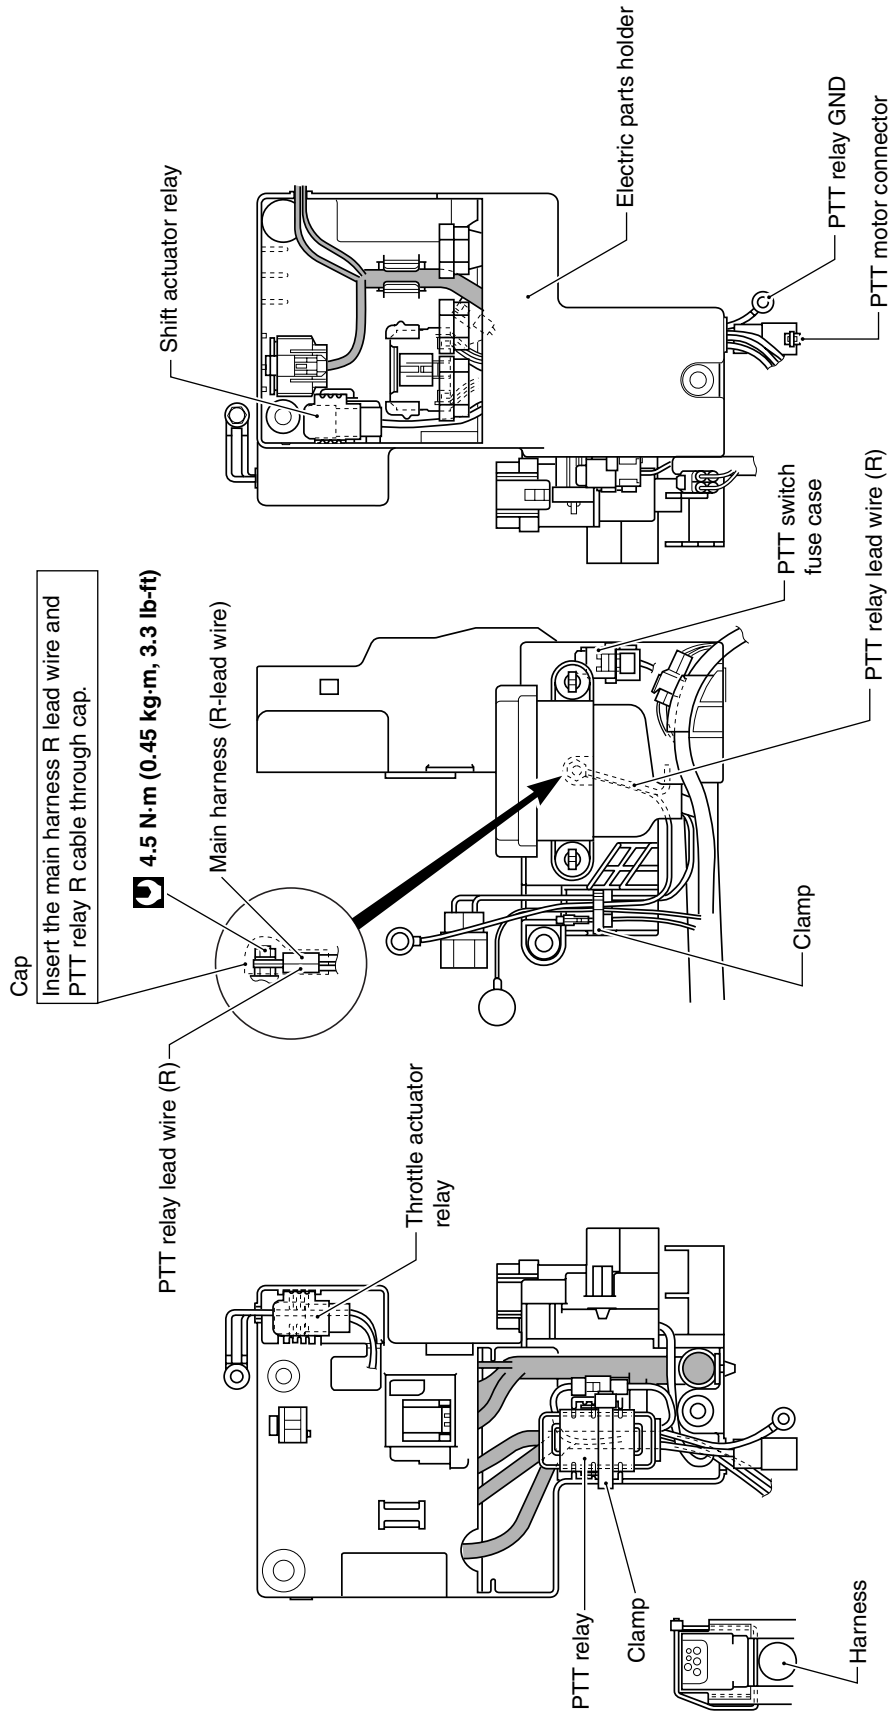 Cap
Insert the main harness R lead wire and
PTT relay R cable through cap.
4.5 N·m (0.45 kg·m, 3.3 lb-ft)
PTT relay lead wire (R)
Main harness (R-lead wire)
Throttle actuator
relay
PTT relay
Clamp
Harness
Clamp
PTT switch
fuse case
PTT relay lead wire (R)
Shift actuator relay
Electric parts holder
PTT relay GND
PTT motor connector